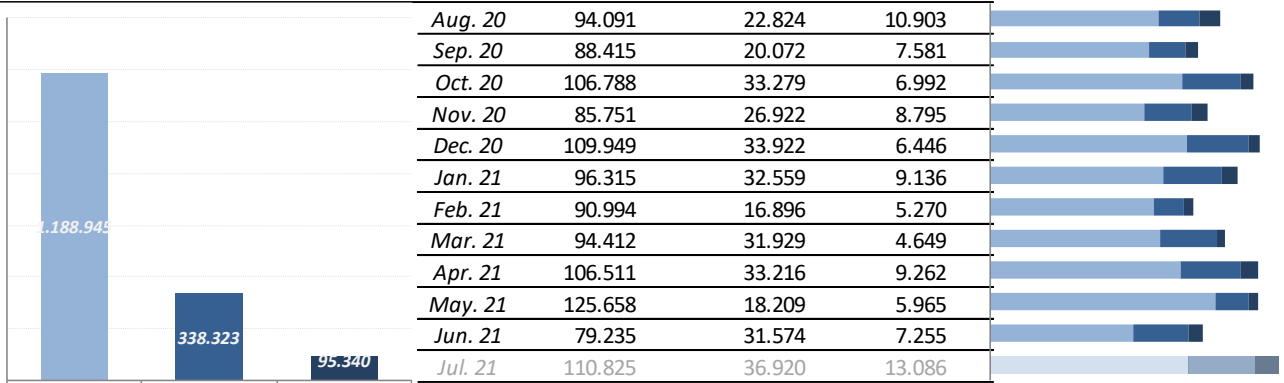 Aug. 20 94.091 22.824 10.903
Sep. 20 88.415 20.072 7.581
Oct. 20 106.788 33.279 6.992
Nov. 20 85.751 26.922 8.795
Dec. 20 109.949 33.922 6.446
Jan. 21 96.315 32.559 9.136
Feb. 21 90.994 16.896 5.270
Mar. 21 94.412 31.929 4.649
Apr. 21 106.511 33.216 9.262
May. 21 125.658 18.209 5.965
Jun. 21 79.235 31.574 7.255
Jul. 21 110.825 36.920 13.086
1.188.945
338.323
95.340